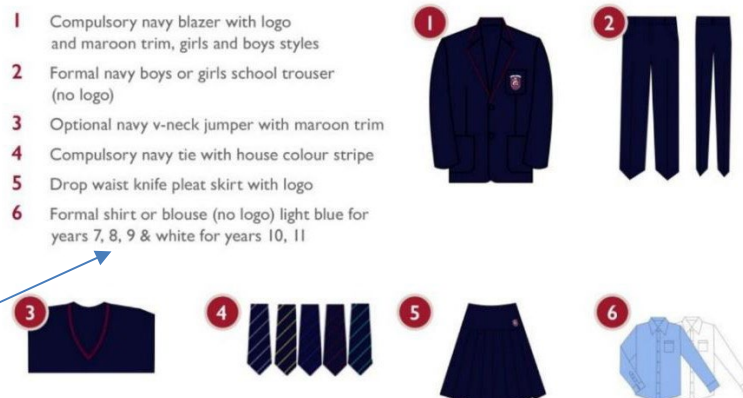 1 Compulsory navy blazer with logo
and maroon trim, girls and boys styles
2 Formal navy boys or girls school trouser
(no logo)
3 Optional navy v-neck jumper with maroon trim
4 Compulsory navy tie with house colour stripe
5 Drop waist knife pleat skirt with logo
6 Formal shirt or blouse (no logo) light blue for
years 7, 8, 9 & white for years 10, 11
1
2
3
4
5
6